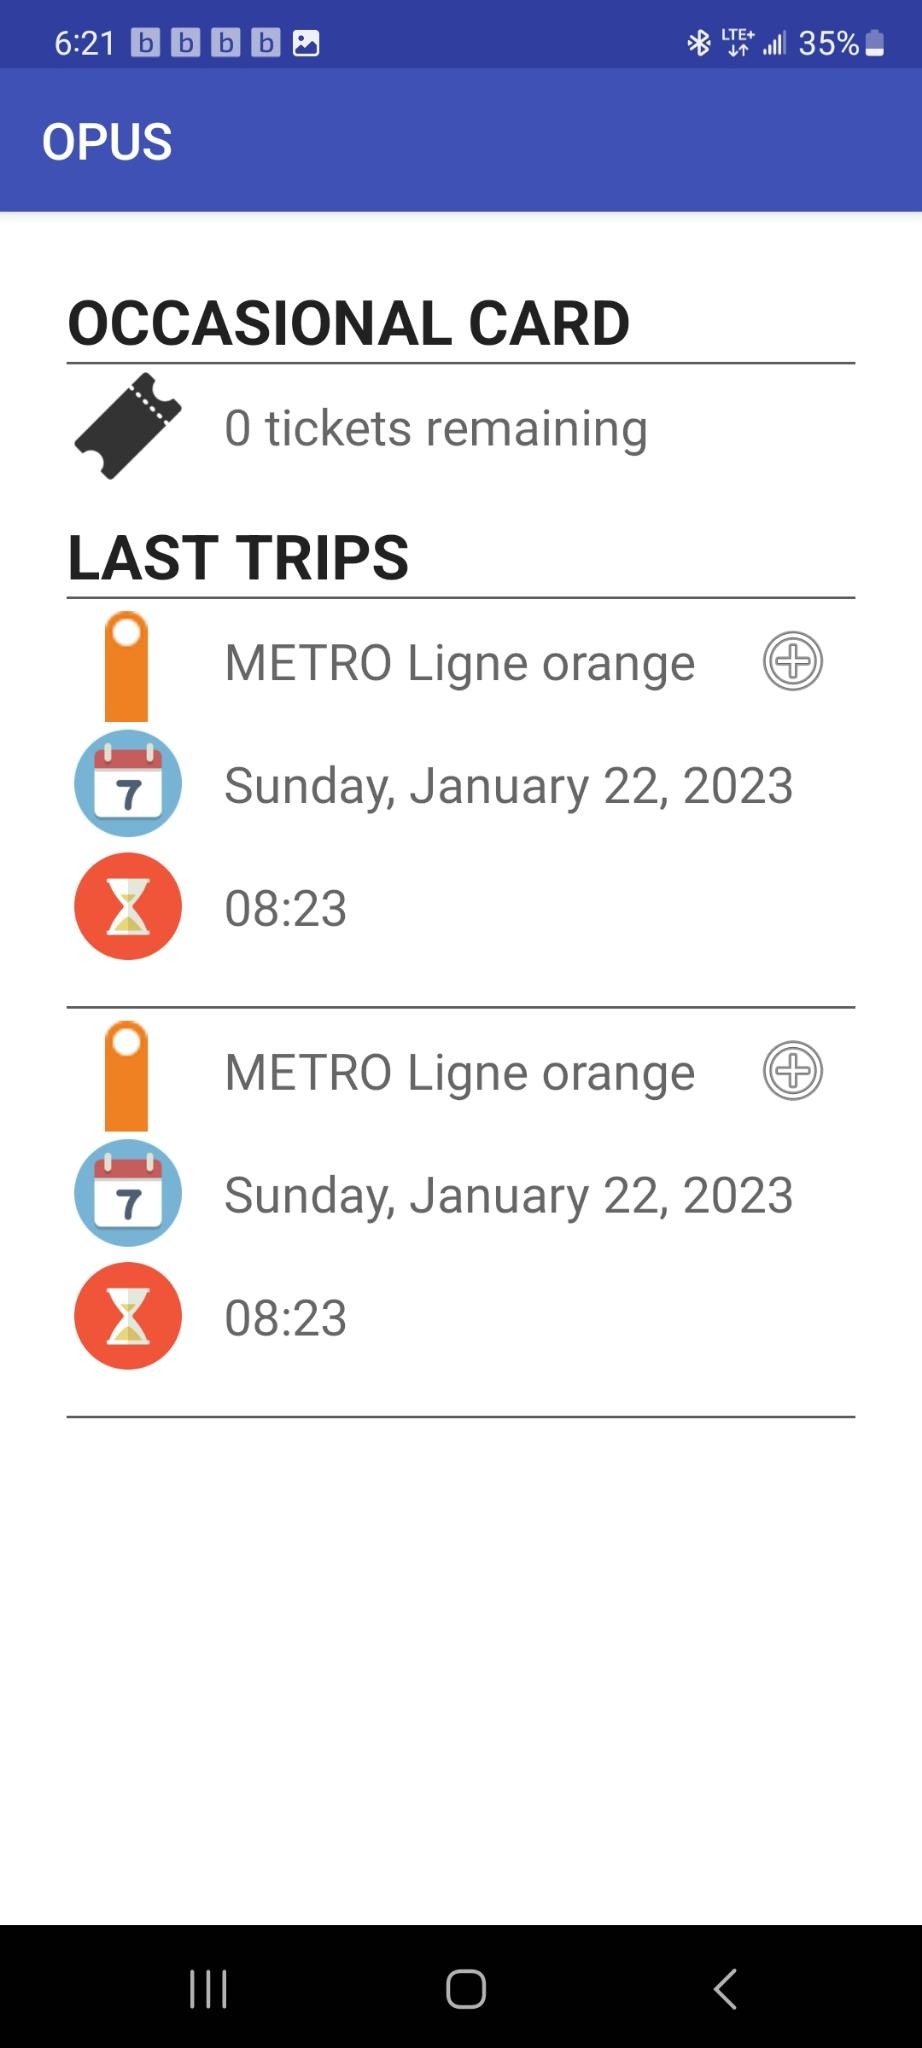 6:21 b b b b LTE+ 35%
OPUS
OCCASIONAL CARD
0 tickets remaining
LAST TRIPS
METRO Ligne orange
7 Sunday, January 22, 2023
08:23
METRO Ligne orange
7 Sunday, January 22, 2023
08:23